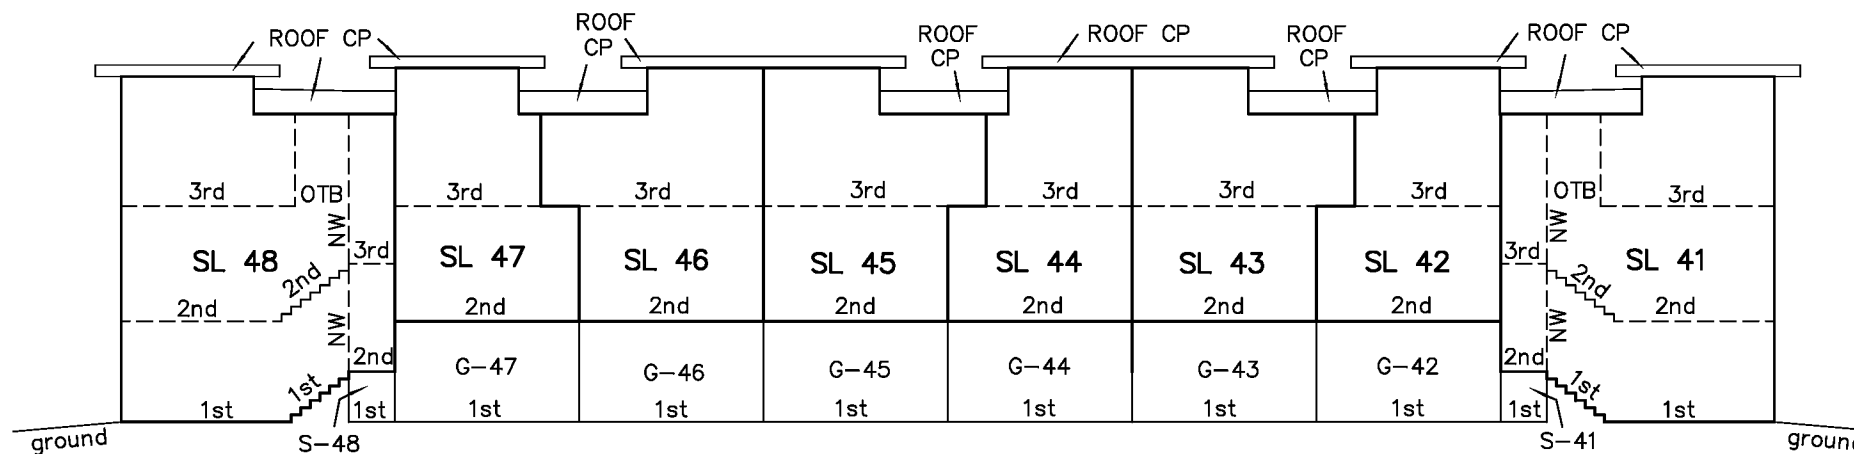 ROOF CP
ROOF
CP
ROOF
CP
ROOF CP
ROOF
CP
ROOF CP
3rd
OTB
3rd
3rd
3rd
3rd
3rd
3rd
OTB
3rd
NW
NW
SL 48
2nd
3rd
SL 47
SL 46
SL 45
SL 44
SL 43
SL 42
3rd
2nd
SL 41
2nd
NW
2nd
2nd
2nd
2nd
2nd
2nd
NW
2nd
2nd
G-47
G-46
G-45
G-44
G-43
G-42
2nd
1st
1st
1st
1st
1st
1st
1st
1st
1st
1st
1st
1st
ground
S-48
S-41
ground